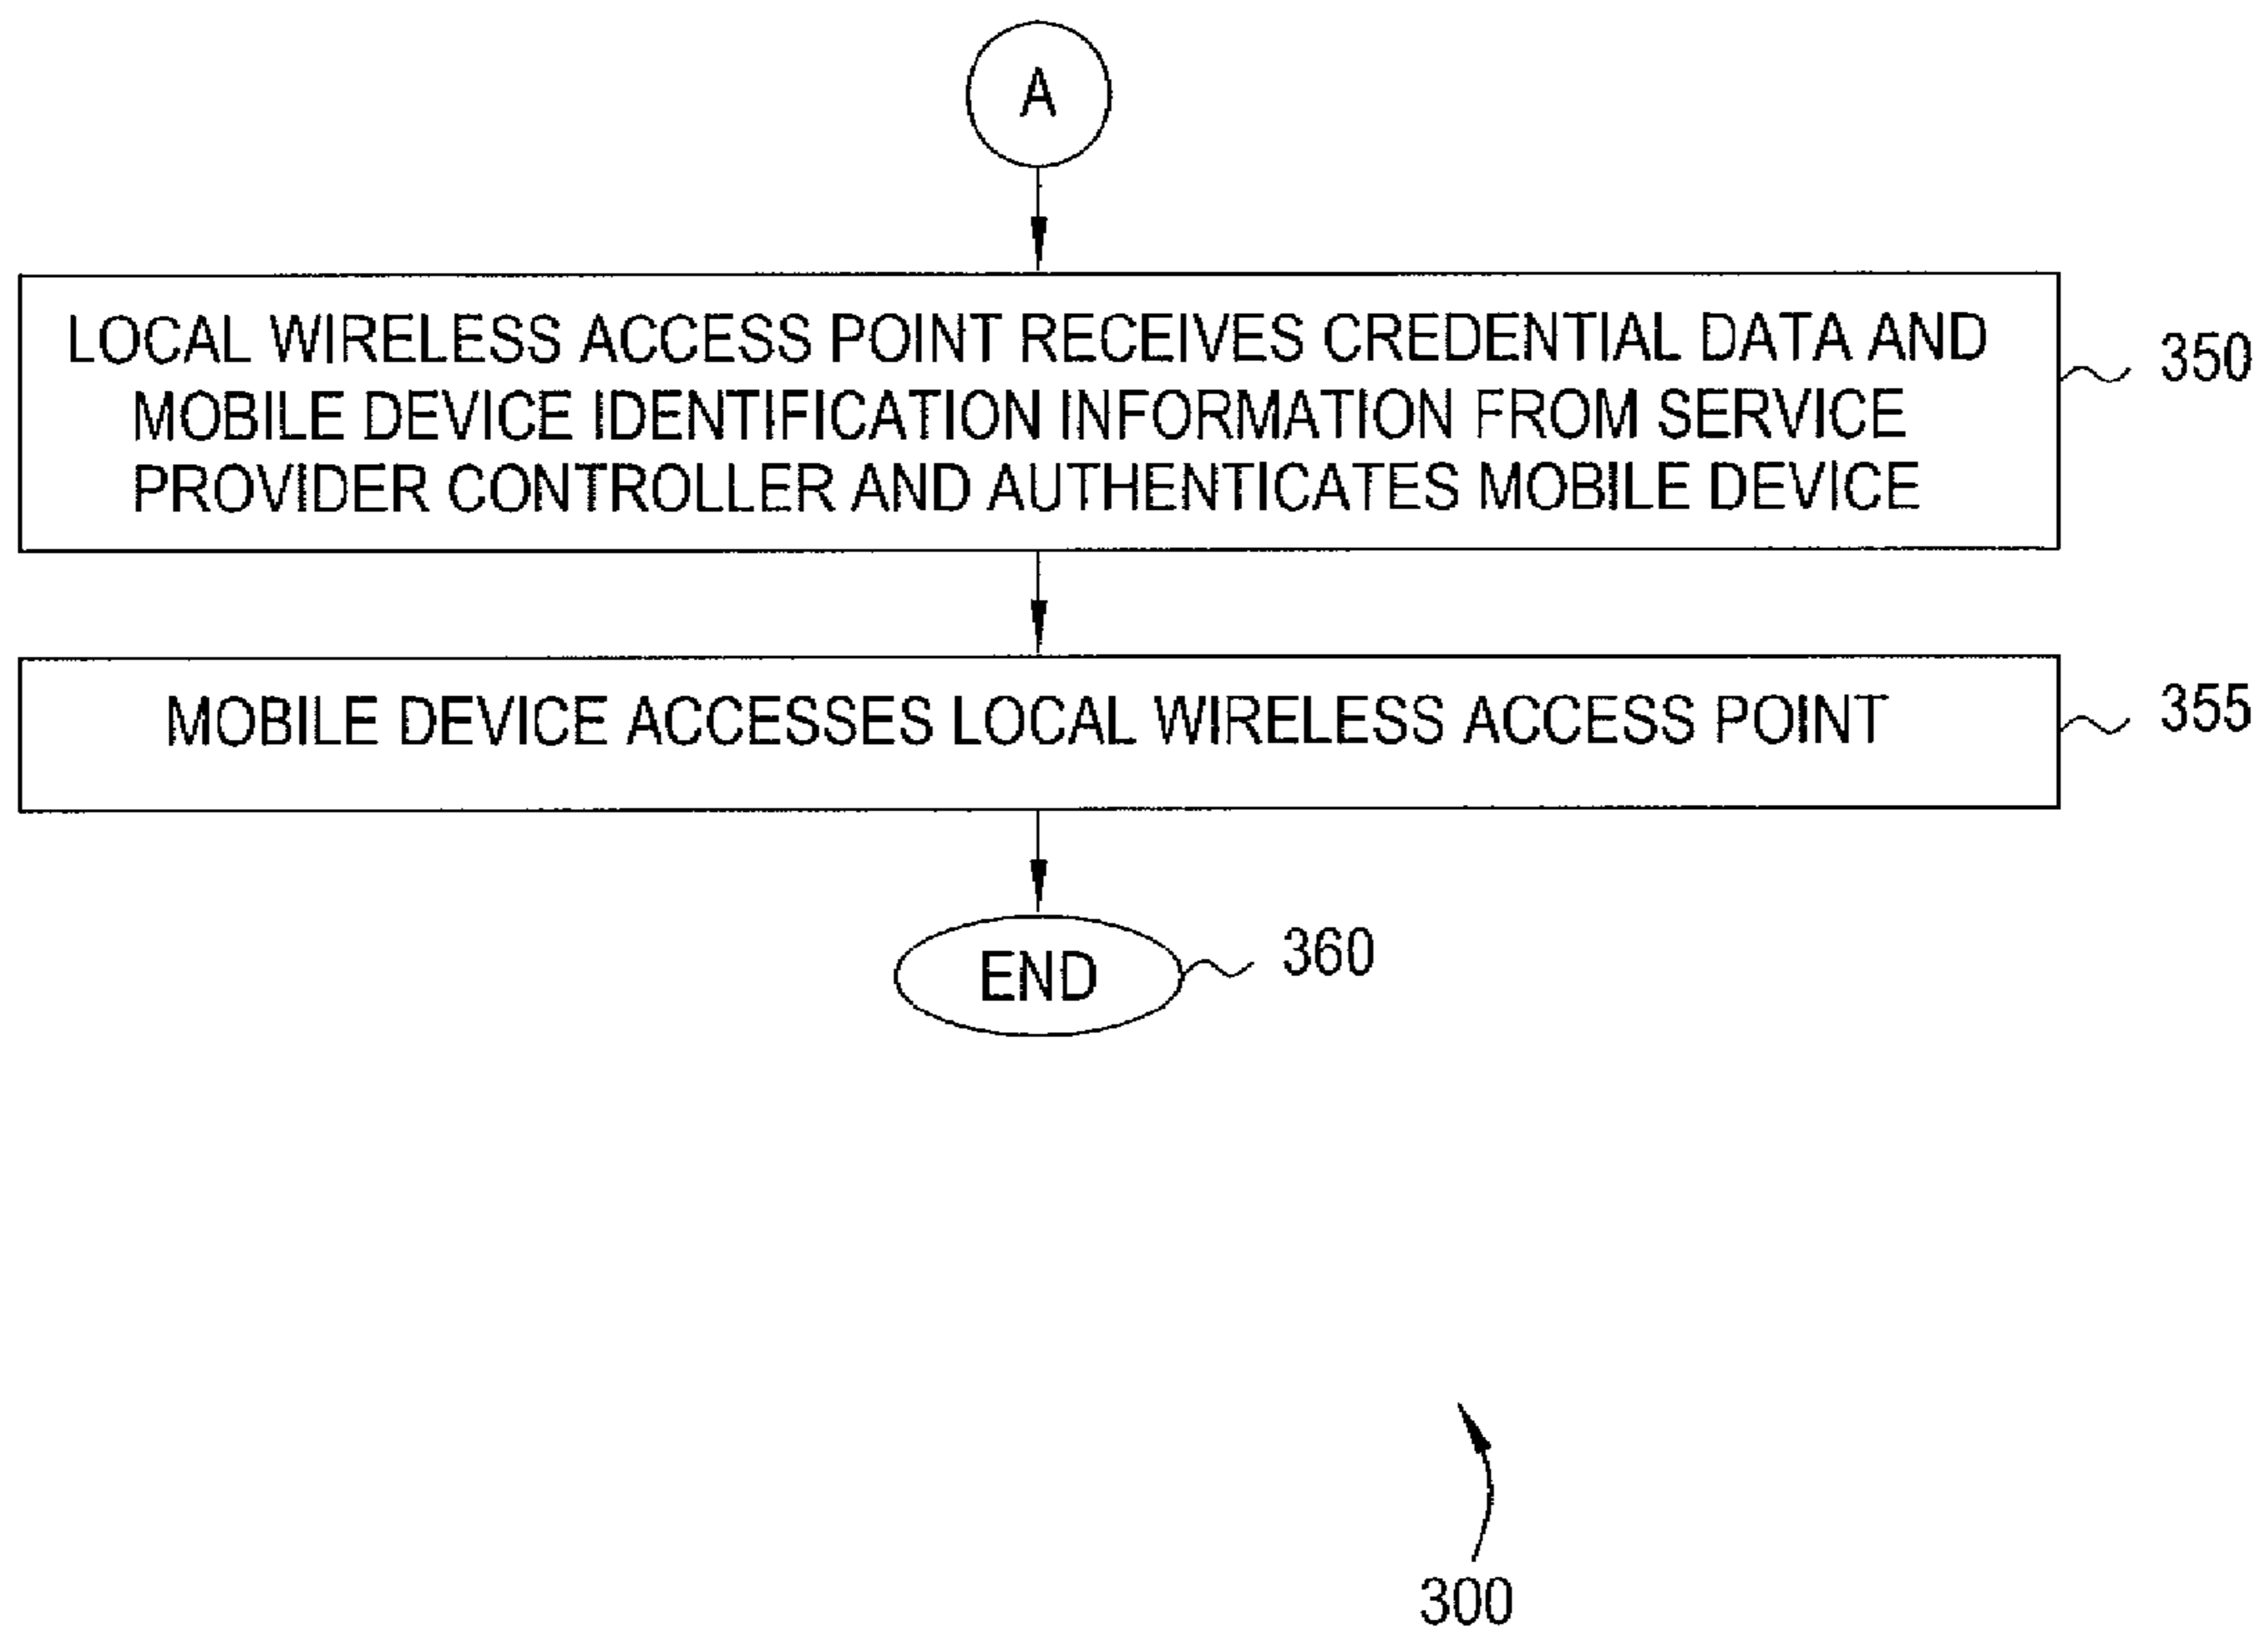 A
LOCAL WIRELESS ACCESS POINT RECEIVES CREDENTIAL DATA AND
MOBILE DEVICE IDENTIFICATION INFORMATION FROM SERVICE
PROVIDER CONTROLLER AND AUTHENTICATES MOBILE DEVICE
350
MOBILE DEVICE ACCESSES LOCAL WIRELESS ACCESS POINT
355
END
360
300